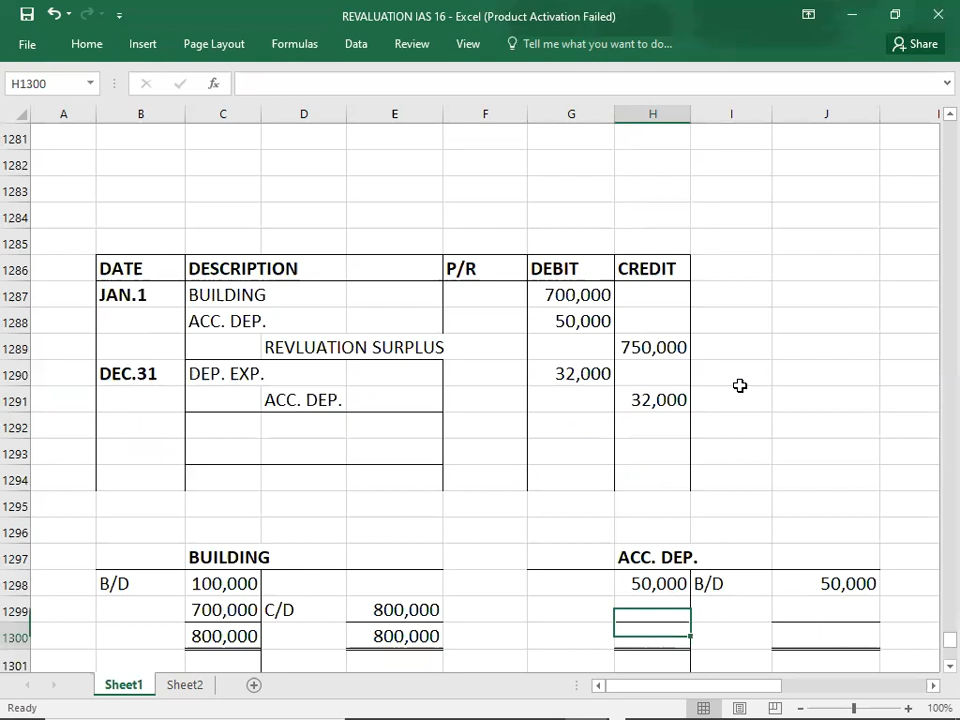 REVALUATION IAS 16 - Excel (Product Activation Failed)
File Home Insert Page Layout Formulas Data Review View Tell me what you want to do... Share
H1300 fx
A B C D E F G H I J
1281
1282
1283
1284
1285
1286 DATE DESCRIPTION P/R DEBIT CREDIT
1287 JAN.1 BUILDING 700,000
1288 ACC. DEP. 50,000
1289 REVLUATION SURPLUS 750,000
1290 DEC.31 DEP. EXP. 32,000
1291 ACC. DEP. 32,000
1292
1293
1294
1295
1296
1297 BUILDING ACC. DEP.
1298 B/D 100,000 50,000 B/D 50,000
1299 700,000 C/D 800,000
1300 800,000 800,000
1301
Sheet1 Sheet2
Ready 100%